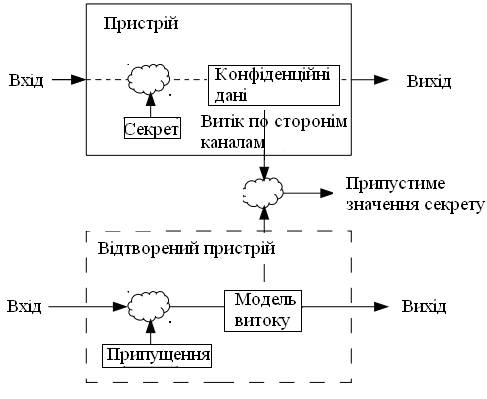 Пристрій
Вхід
Конфіденційні
дані
Вихід
Секрет
Витік по сторонім
каналам
Припустиме
значення секрету
Відтворений пристрій
Вхід
Модель
витоку
Вихід
Припущення